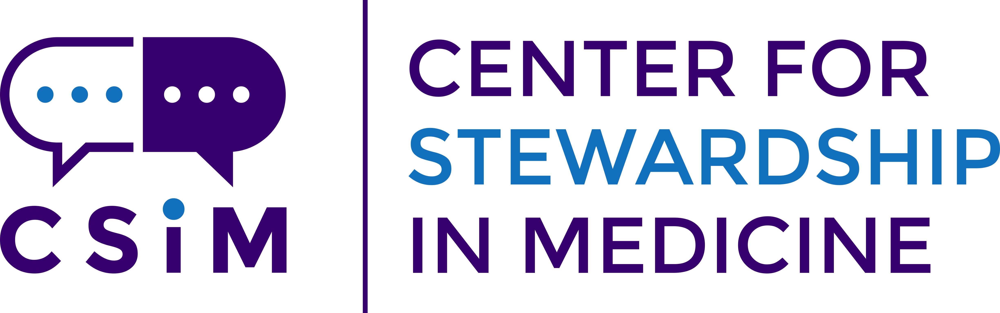 CSiM
CENTER FOR
STEWARDSHIP
IN MEDICINE